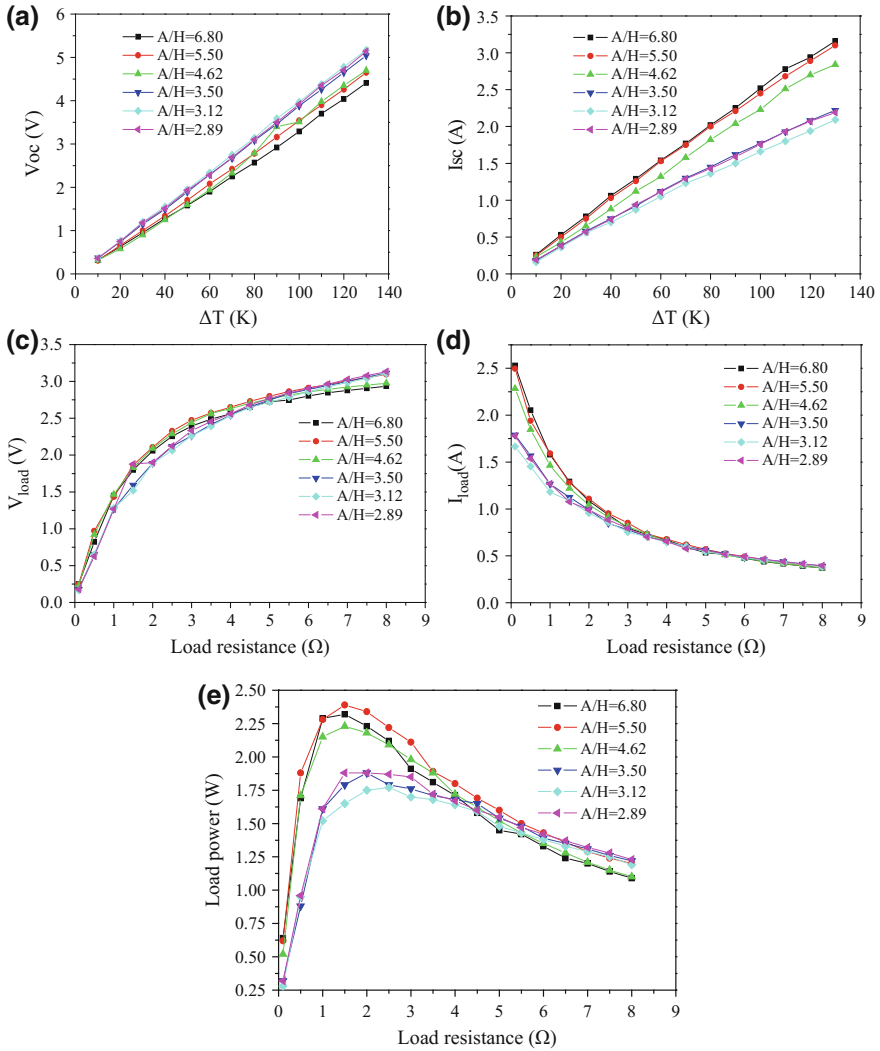 (a)
A/H=6.80
A/H=5.50
A/H=4.62
A/H=3.50
A/H=3.12
A/H=2.89
6
5
4
3
2
1
0
Voc (V)
20 40 60 80 100 120 140
ΔT (K)
(b)
A/H=6.80
A/H=5.50
A/H=4.62
A/H=3.50
A/H=3.12
A/H=2.89
3.5
3.0
2.5
2.0
1.5
1.0
0.5
0.0
Isc (A)
0 20 40 60 80 100 120 140
ΔT (K)
(c)
3.5
3.0
2.5
2.0
1.5
1.0
0.5
0.0
V_load (V)
A/H=6.80
A/H=5.50
A/H=4.62
A/H=3.50
A/H=3.12
A/H=2.89
0 1 2 3 4 5 6 7 8 9
Load resistance (Ω)
(d)
2.5
2.0
1.5
1.0
0.5
0.0
I_load(A)
A/H=6.80
A/H=5.50
A/H=4.62
A/H=3.50
A/H=3.12
A/H=2.89
0 1 2 3 4 5 6 7 8 9
Load resistance (Ω)
(e)
2.50
2.25
2.00
1.75
1.50
1.25
1.00
0.75
0.50
0.25
Load power (W)
A/H=6.80
A/H=5.50
A/H=4.62
A/H=3.50
A/H=3.12
A/H=2.89
0 1 2 3 4 5 6 7 8 9
Load resistance (Ω)